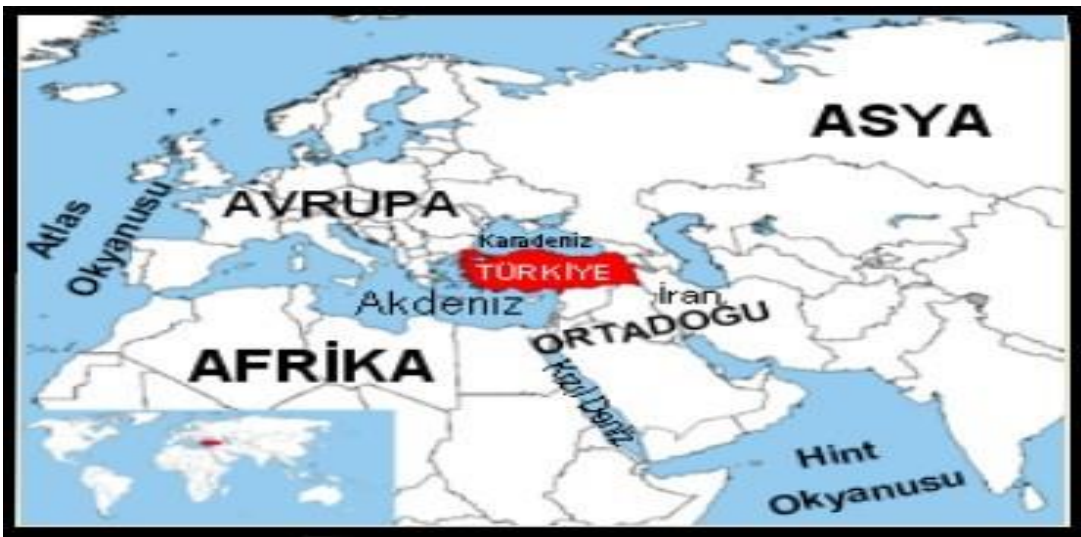 ASYA
AVRUPA
Atlas
Okyanusu
Karadeniz
TÜRKİYE
Akdeniz
İran
ORTADOĞU
AFRİKA
Kızıl Deniz
Hint
Okyanusu